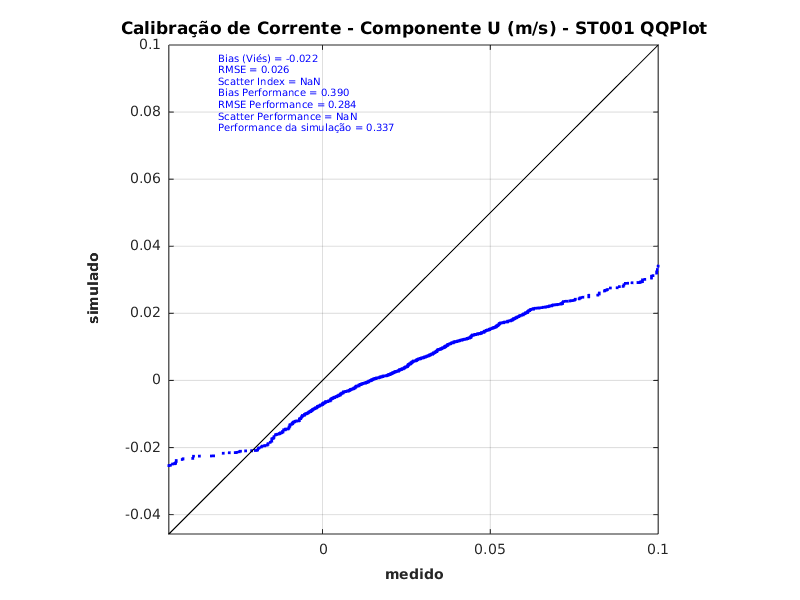 Calibração de Corrente - Componente U (m/s) - ST001 QQPlot
Bias (Viés) = -0.022
RMSE = 0.026
Scatter Index = NaN
Bias Performance = 0.390
RMSE Performance = 0.284
Scatter Performance = NaN
Performance da simulação = 0.337
0.1
0.08
0.06
0.04
0.02
0
-0.02
-0.04
simulado
0
0.05
0.1
medido